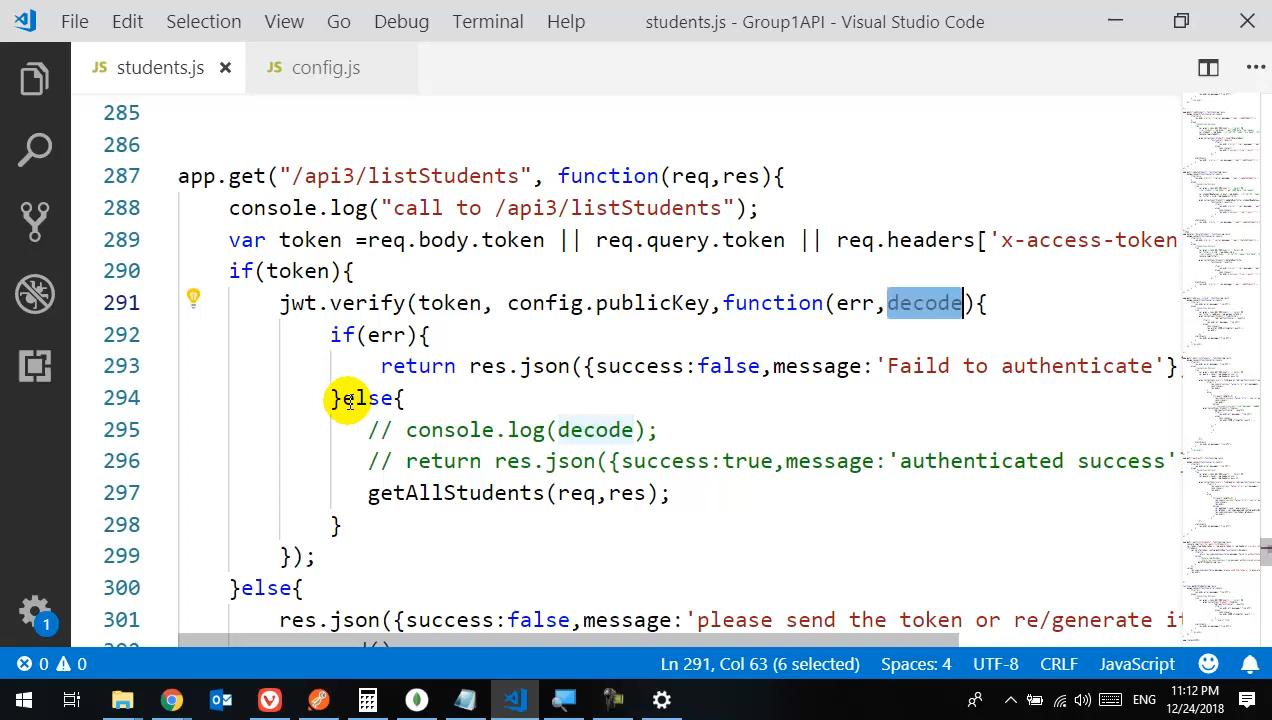 File Edit Selection View Go Debug Terminal Help students.js - Group1API - Visual Studio Code
JS students.js JS config.js
285
286
287 app.get("/api3/listStudents", function(req,res){
288 console.log("call to /api3/listStudents");
289 var token =req.body.token || req.query.token || req.headers['x-access-token
290 if(token){
291 jwt.verify(token, config.publicKey,function(err,decode){
292 if(err){
293 return res.json({success:false,message:'Faild to authenticate'}
294 }else{
295 // console.log(decode);
296 // return res.json({success:true,message:'authenticated success'
297 getAllStudents(req,res);
298 }
299 });
300 }else{
301 res.json({success:false,message:'please send the token or re/generate it
1
0 0 Ln 291, Col 63 (6 selected) Spaces: 4 UTF-8 CRLF JavaScript
ENG 11:12 PM
12/24/2018